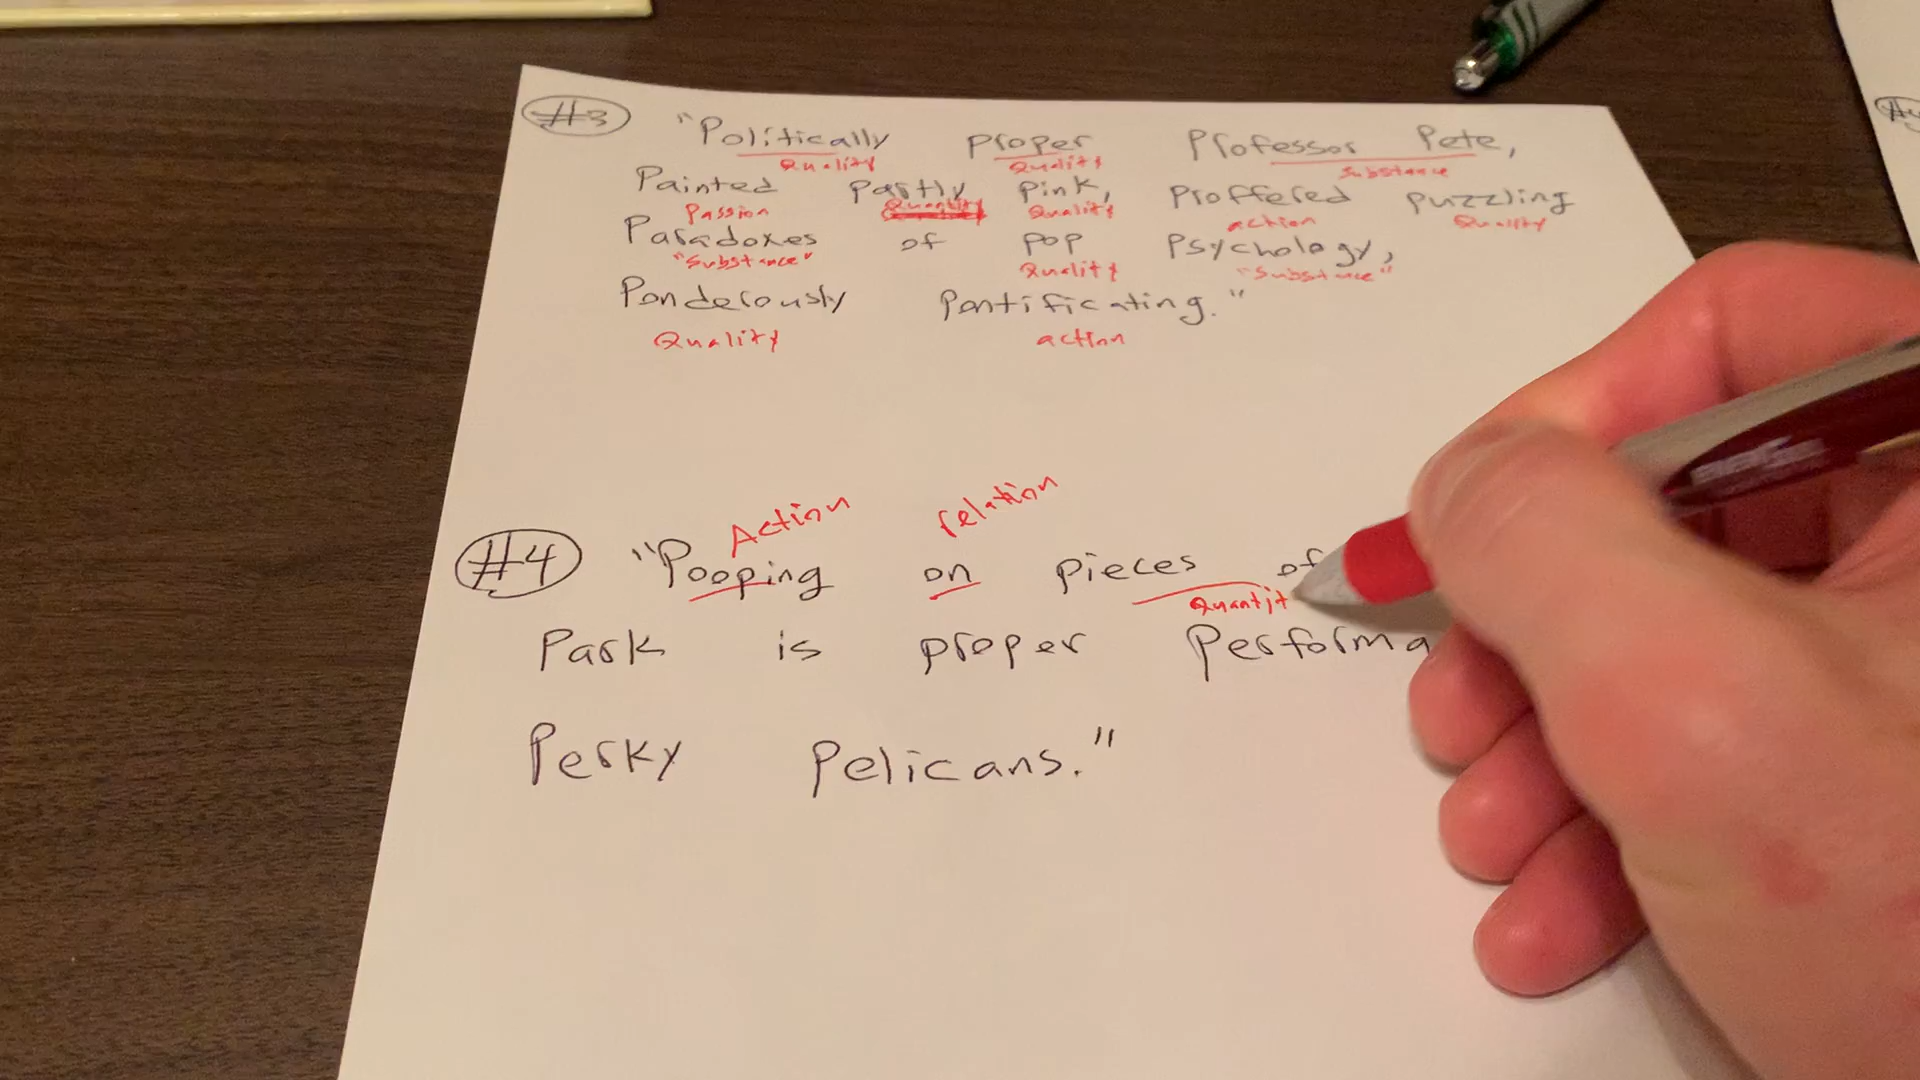 #3 "Politically proper Professor Pete,
Quality Quality Substance
Painted Partly Pink, Proffered puzzling
Passion Quantity Quality action Quality
Paradoxes of Pop Psychology,
"Substance" Quality "Substance"
Ponderously Pontificating."
Quality action
Action relation
#4 "Pooping on pieces of
Quantit
Park is proper Performa
Perky Pelicans."